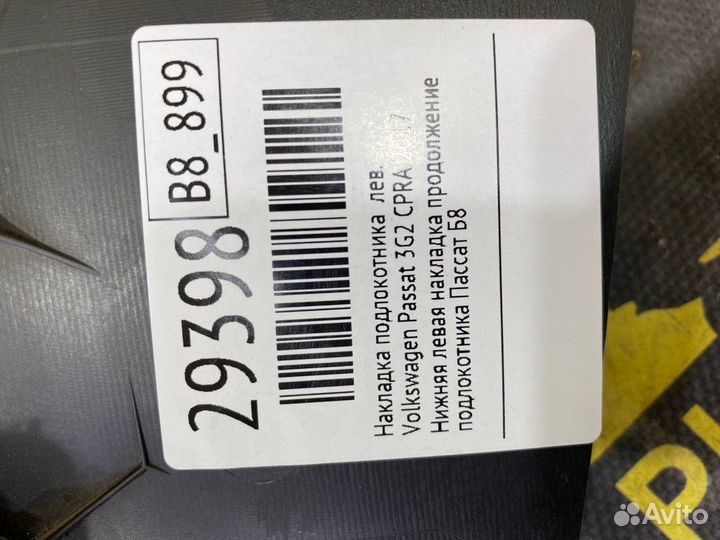 29398
B8_899
Накладка подлокотника лев.
Volkswagen Passat 3G2 CPRA 2017
Нижняя левая накладка продолжение
подлокотника Пассат Б8
Avito